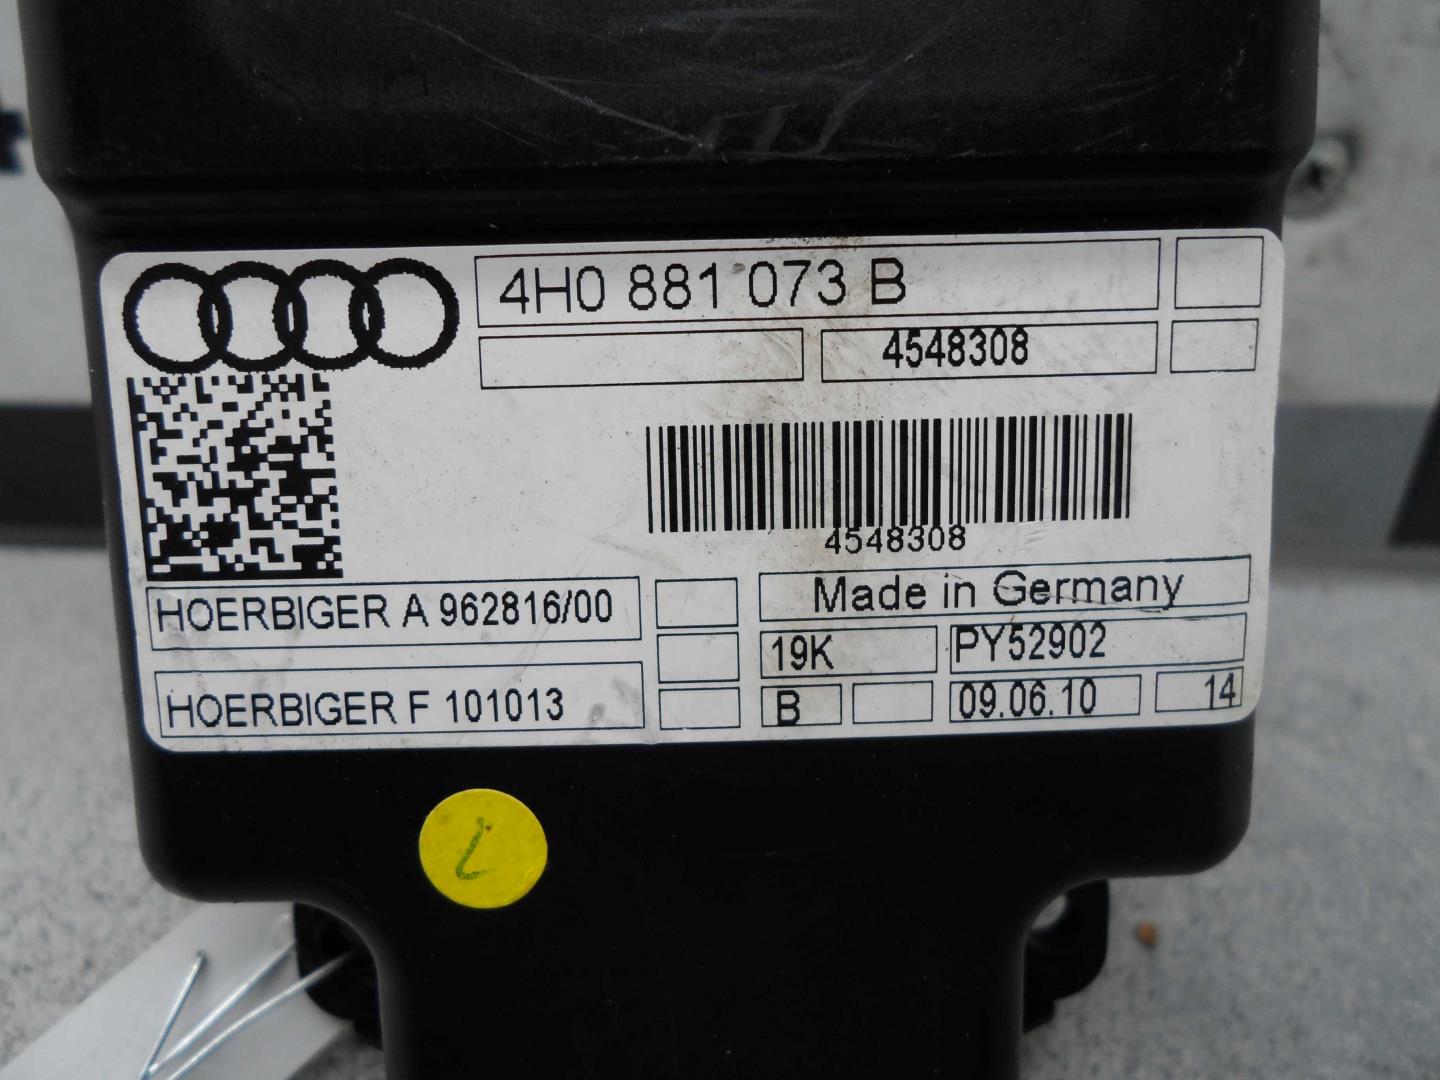 4H0 881 073 B
4548308
4548308
HOERBIGER A 962816/00
Made in Germany
19K
PY52902
HOERBIGER F 101013
B
09.06.10
14